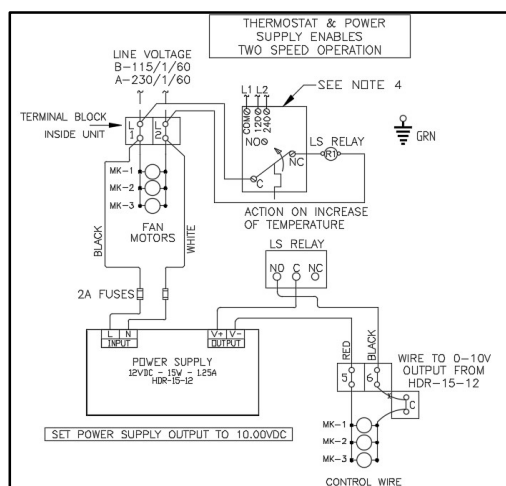 THERMOSTAT & POWER
SUPPLY ENABLES
TWO SPEED OPERATION
LINE VOLTAGE
B-115/1/60
A-230/1/60
L1 L2
SEE NOTE 4
COM
120
240
TERMINAL BLOCK
INSIDE UNIT
L
1
L
2
NO
NC
C
LS RELAY
R1
GRN
MK-1
MK-2
MK-3
FAN
MOTORS
ACTION ON INCREASE
OF TEMPERATURE
BLACK
WHITE
LS RELAY
NO C NC
2A FUSES
L N
INPUT
V+ V-
OUTPUT
POWER SUPPLY
12VDC - 15W - 1.25A
HDR-15-12
RED
BLACK
WIRE TO 0-10V
OUTPUT FROM
HDR-15-12
5
6
C
SET POWER SUPPLY OUTPUT TO 10.00VDC
MK-1
MK-2
MK-3
CONTROL WIRE